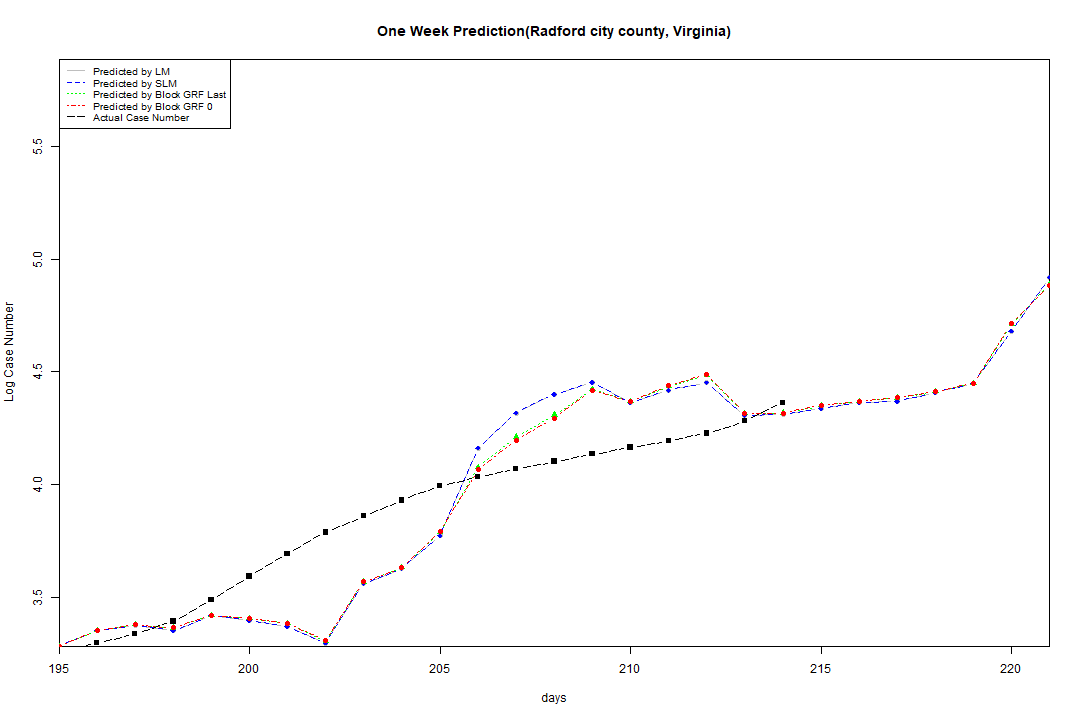 One Week Prediction(Radford city county, Virginia)
Predicted by LM
Predicted by SLM
Predicted by Block GRF Last
Predicted by Block GRF 0
Actual Case Number
5.5
5.0
4.5
4.0
3.5
Log Case Number
195 200 205 210 215 220
days